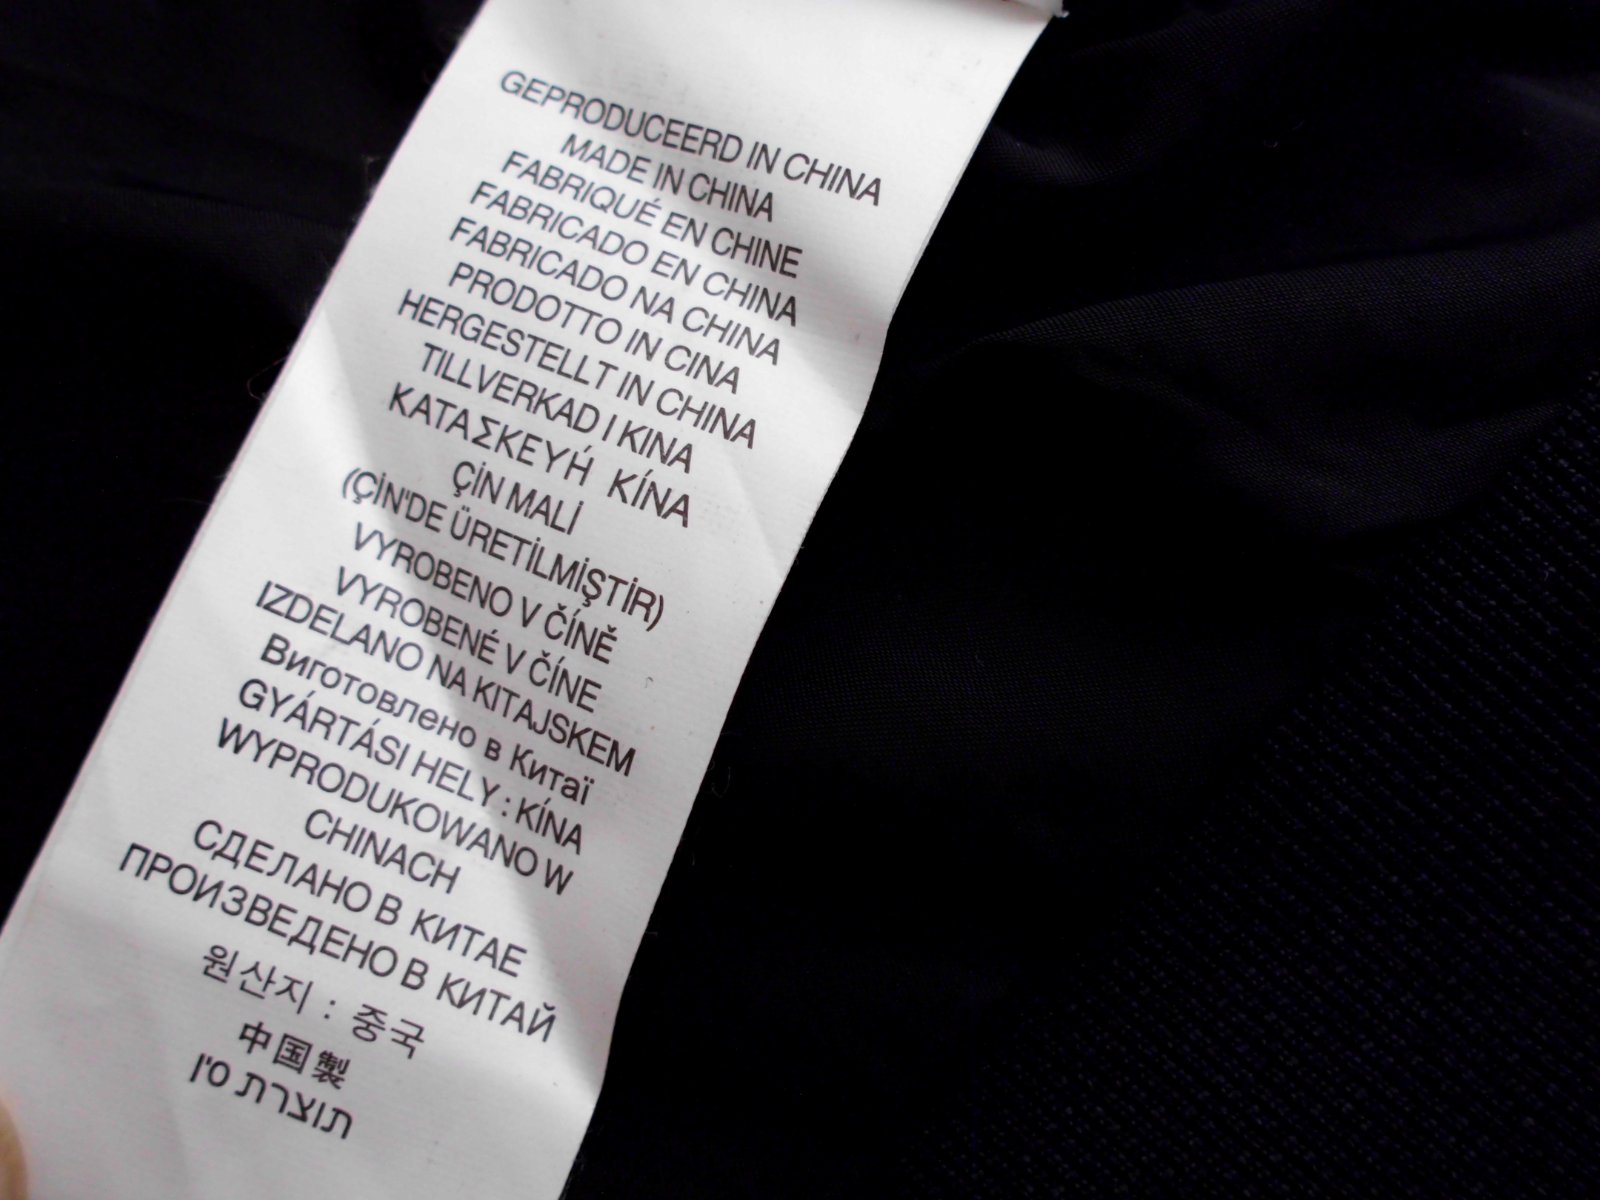 GEPRODUCEERD IN CHINA
MADE IN CHINA
FABRIQUÉ EN CHINE
FABRICADO EN CHINA
FABRICADO NA CHINA
PRODOTTO IN CINA
HERGESTELLT IN CHINA
TILLVERKAD I KINA
ΚΑΤΑΣΚΕΥΉ ΚΊΝΑ
ÇİN MALİ
(ÇİN'DE ÜRETİLMİŞTİR)
VYROBENO V ČÍNĚ
VYROBENÉ V ČÍNE
IZDELANO NA KITAJSKEM
Виготовлено в Китаї
GYÁRTÁSI HELY : KÍNA
WYPRODUKOWANO W
CHINACH
СДЕЛАНО В КИТАЕ
ПРОИЗВЕДЕНО В КИТАЙ
원산지 : 중국
中国製
תוצרת סין